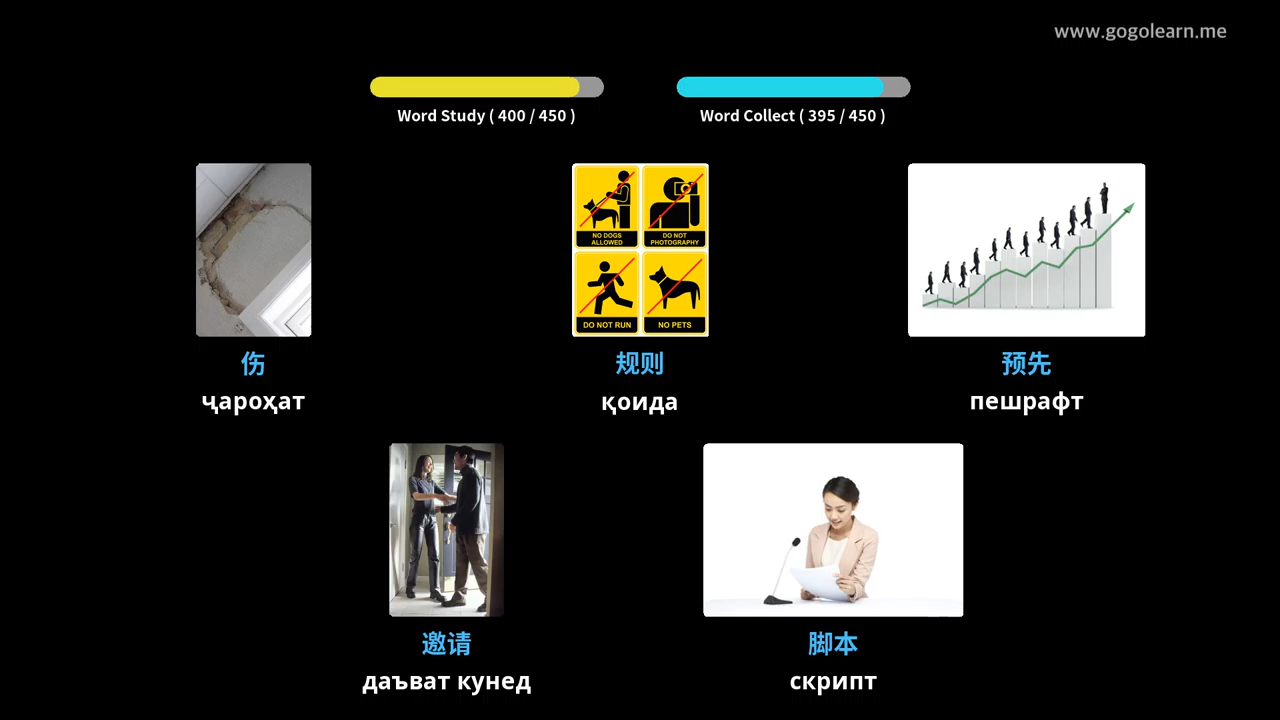 www.gogolearn.me
Word Study ( 400 / 450 )
Word Collect ( 395 / 450 )
NO DOGS
ALLOWED
DO NOT
PHOTOGRAPHY
DO NOT RUN
NO PETS
伤
规则
预先
ҷароҳат
қоида
пешрафт
邀请
脚本
даъват кунед
скрипт